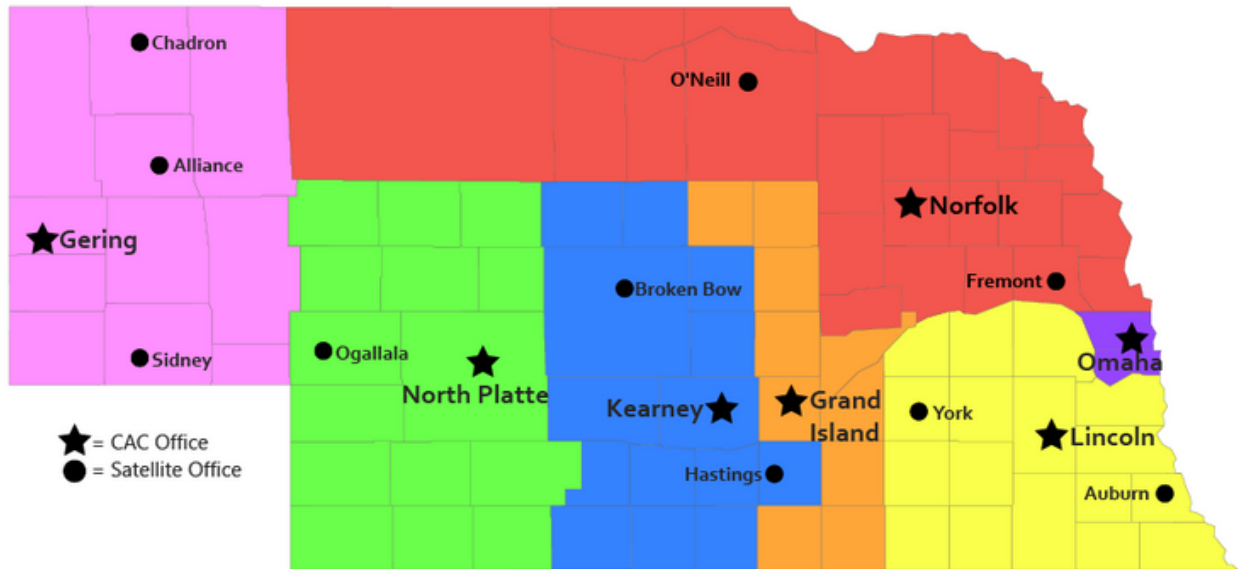 Chadron
O'Neill
Alliance
Norfolk
Gering
Fremont
Broken Bow
Sidney
Ogallala
North Platte
Omaha
Kearney
Grand
Island
York
Lincoln
= CAC Office
= Satellite Office
Hastings
Auburn